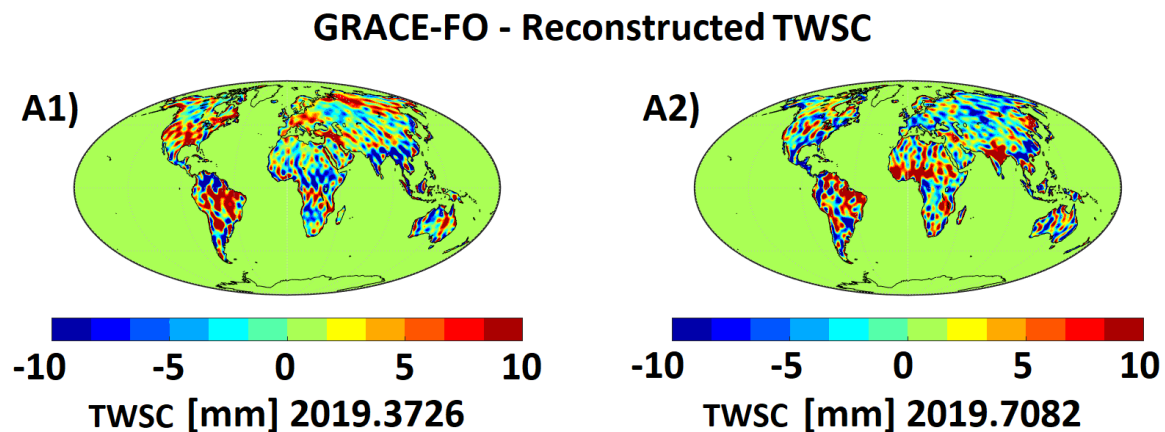 GRACE-FO - Reconstructed TWSC
A1)
A2)
-10 -5 0 5 10
TWSC [mm] 2019.3726
-10 -5 0 5 10
TWSC [mm] 2019.7082